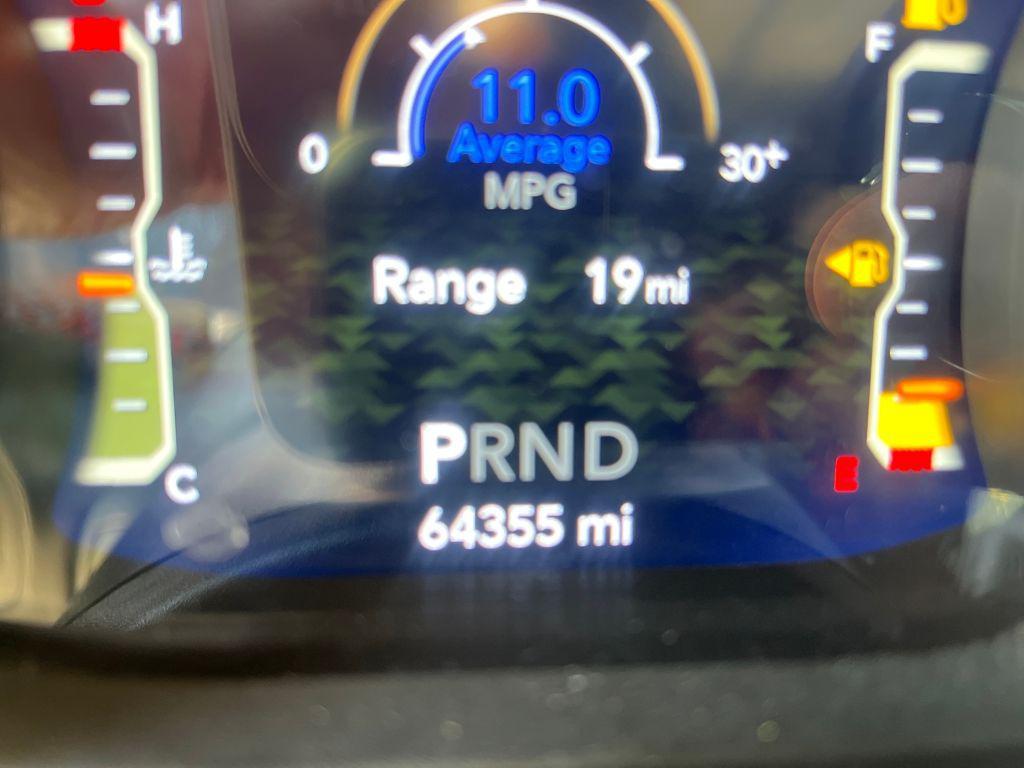 H
F
11.0
Average
0
30+
MPG
Range 19mi
PRND
E
C
64355 mi